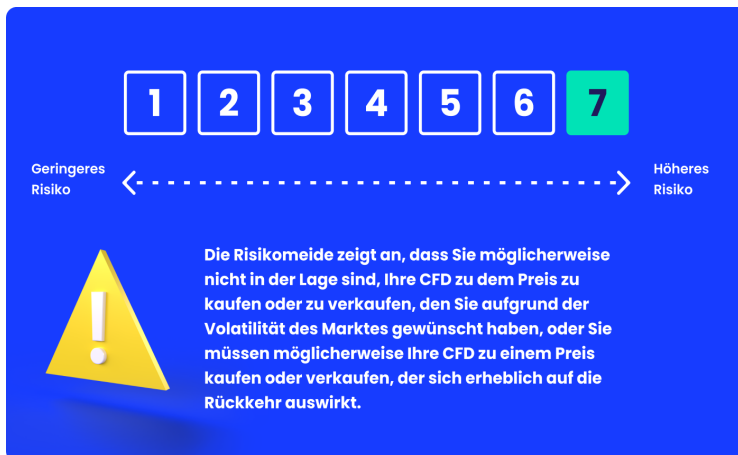 1 2 3 4 5 6 7
Geringeres
Risiko
Höheres
Risiko
Die Risikomeide zeigt an, dass Sie möglicherweise
nicht in der Lage sind, Ihre CFD zu dem Preis zu
kaufen oder zu verkaufen, den Sie aufgrund der
Volatilität des Marktes gewünscht haben, oder Sie
müssen möglicherweise Ihre CFD zu einem Preis
kaufen oder verkaufen, der sich erheblich auf die
Rückkehr auswirkt.